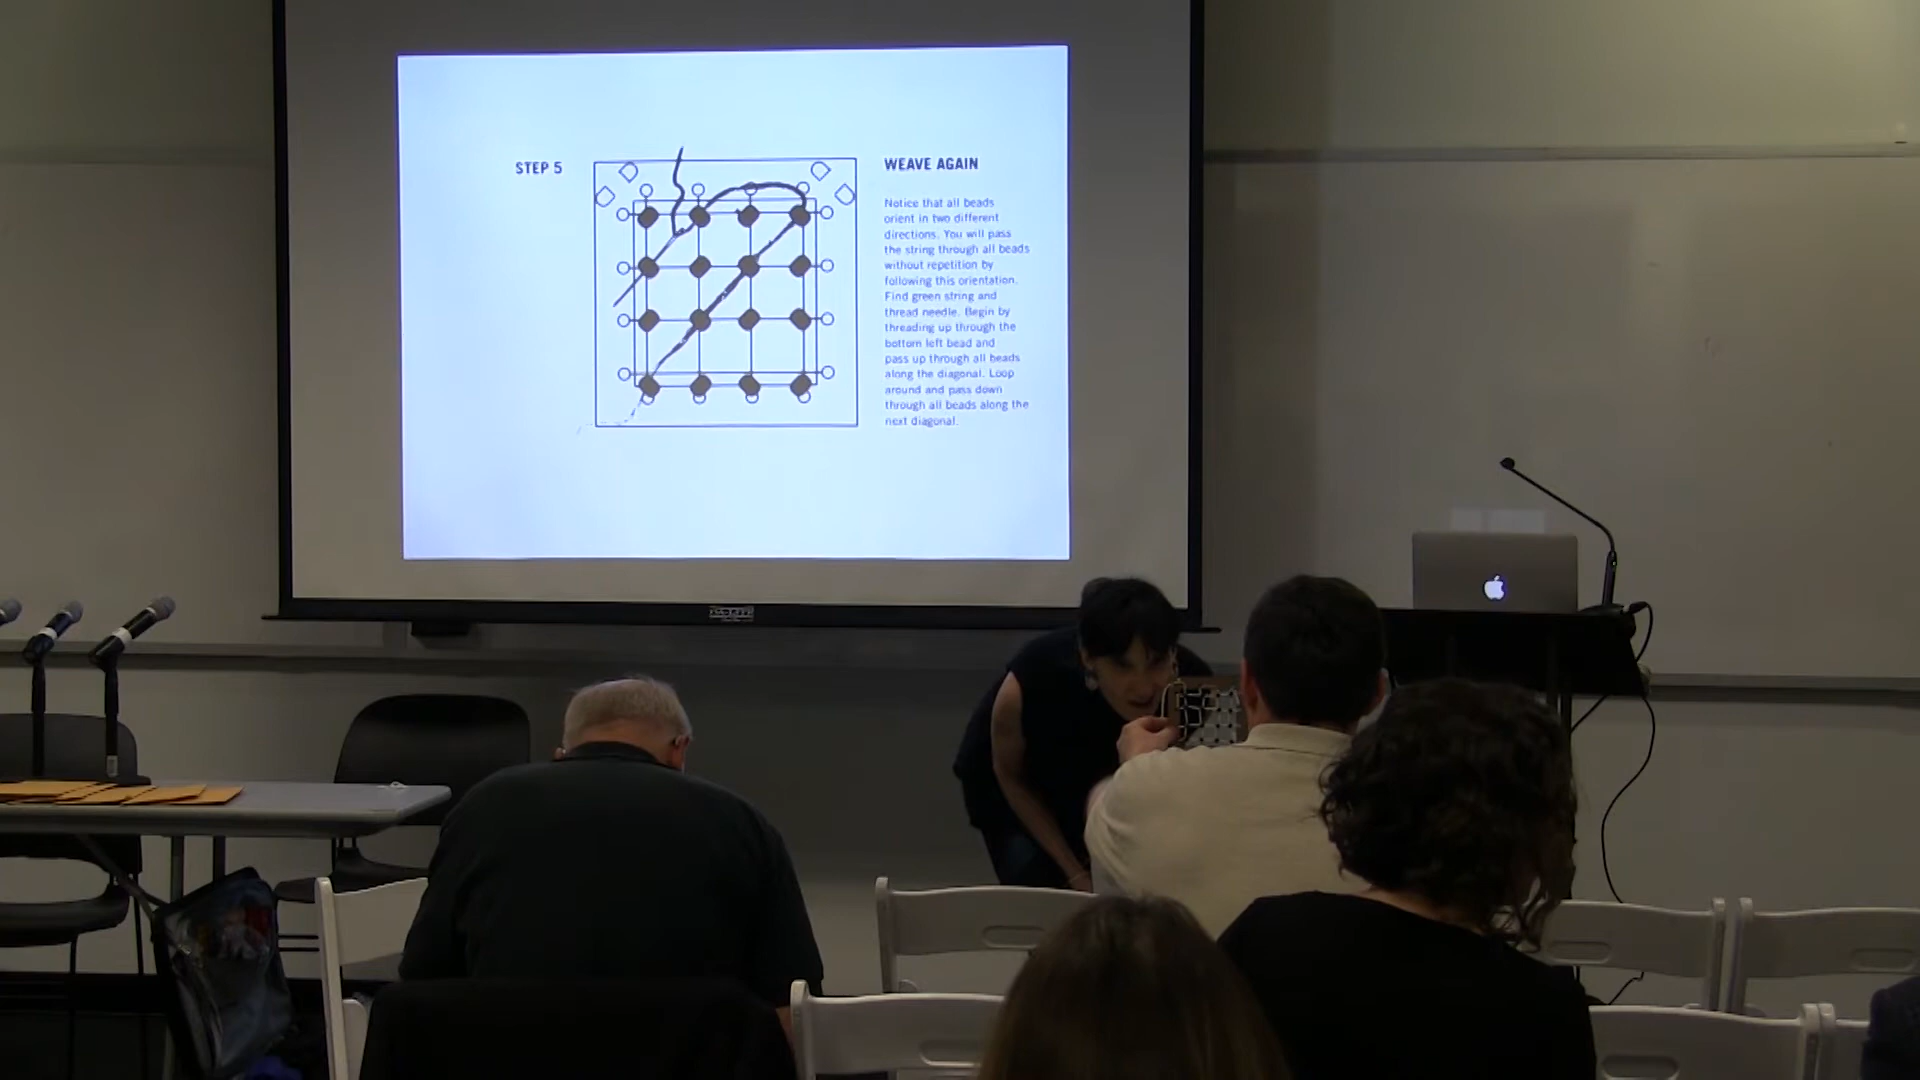 STEP 5
WEAVE AGAIN
Notice that all beads
orient in two different
directions. You will pass
the string through all beads
without repetition by
following this orientation.
Find green string and
thread needle. Begin by
threading up through the
bottom left bead and
pass up through all beads
along the diagonal. Loop
around and pass down
through all beads along the
next diagonal.
DA-LITE